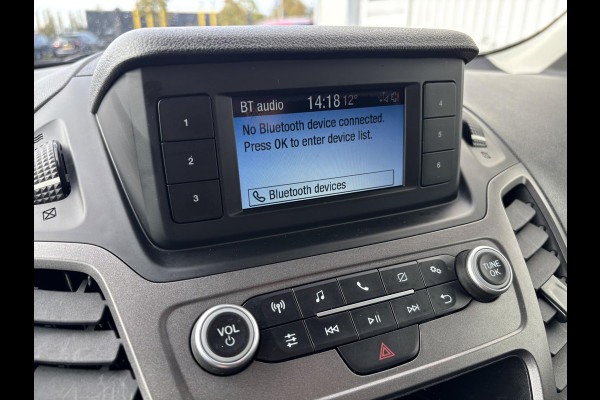 BT audio 14:18 12°
No Bluetooth device connected.
Press OK to enter device list.
Bluetooth devices
1
2
3
4
5
6
VOL
TUNE
OK